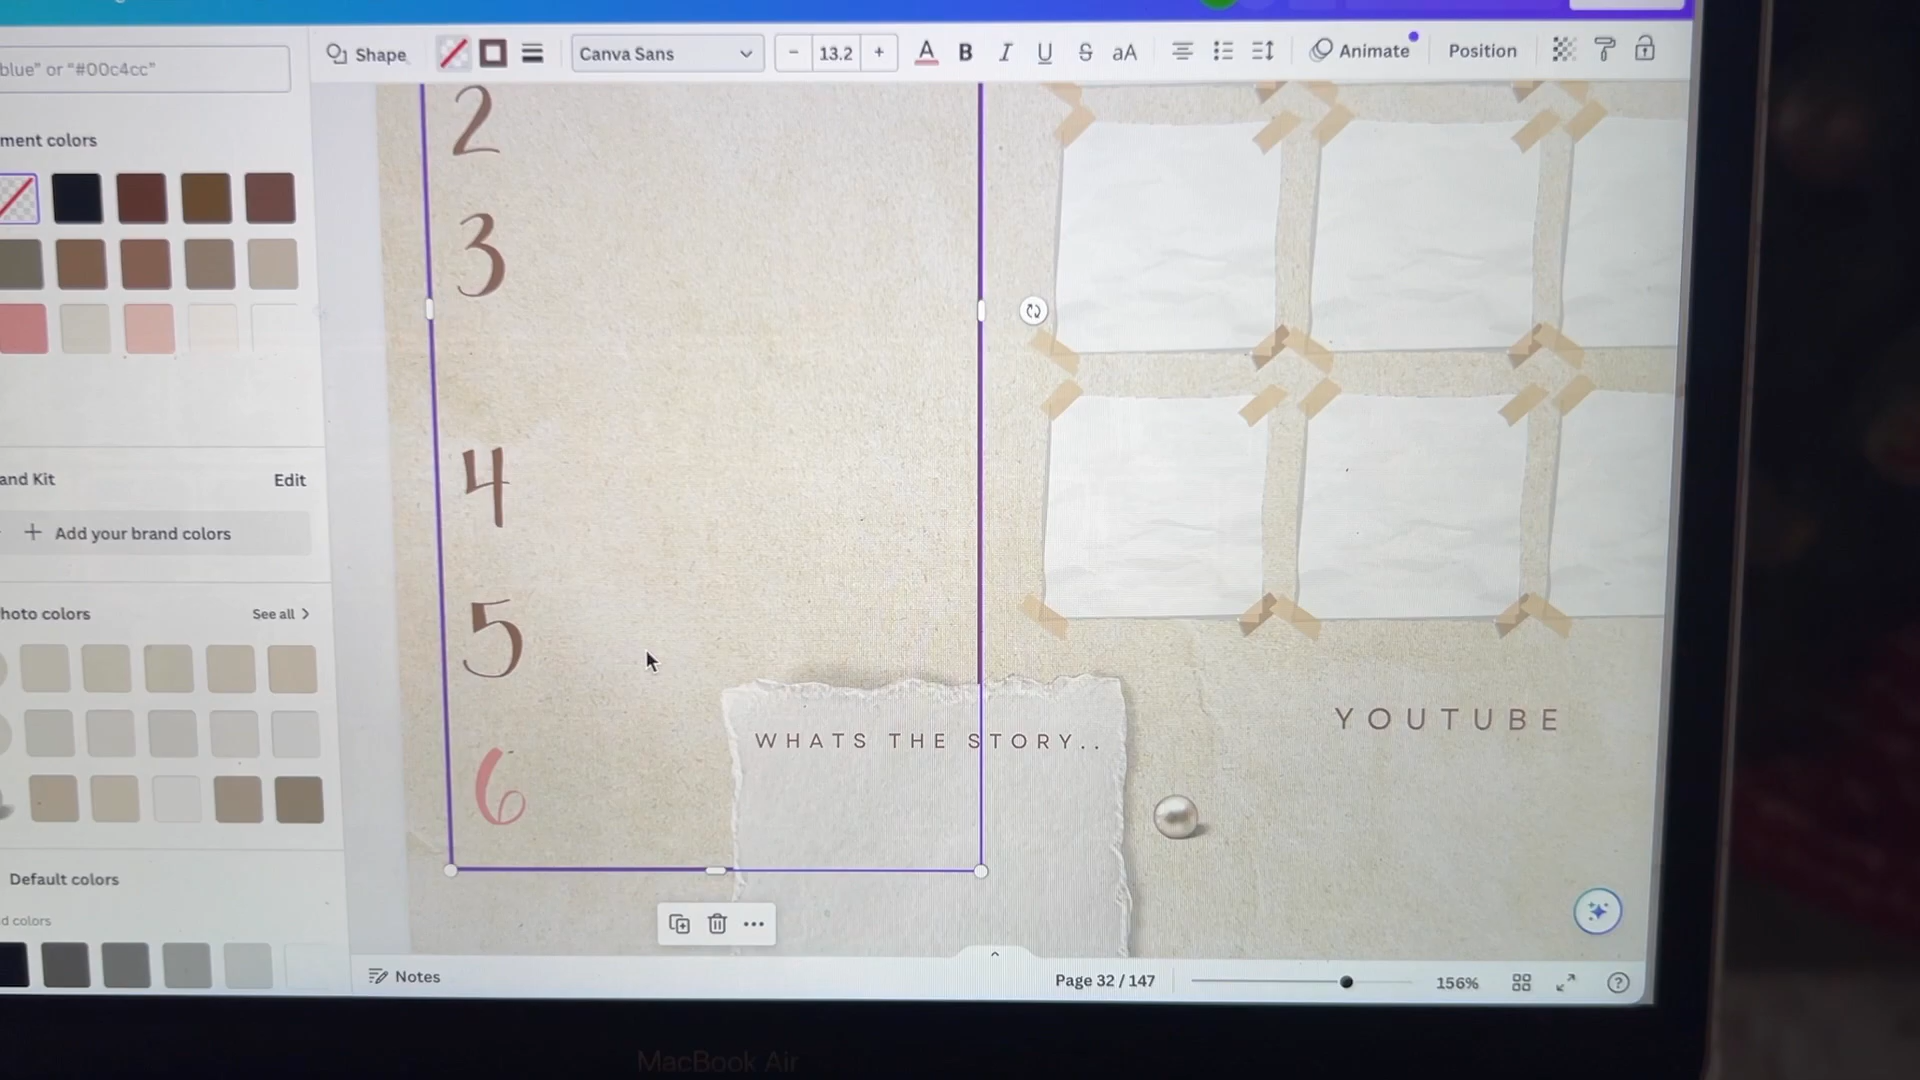 blue" or "#00c4cc"
Shape
Canva Sans
- 13.2 +
A B I U S aA
Animate
Position
ment colors
and Kit
Edit
+ Add your brand colors
hoto colors
See all >
Default colors
d colors
2
3
4
5
6
WHATS THE STORY..
YOUTUBE
Notes
Page 32 / 147
156%
?
MacBook Air